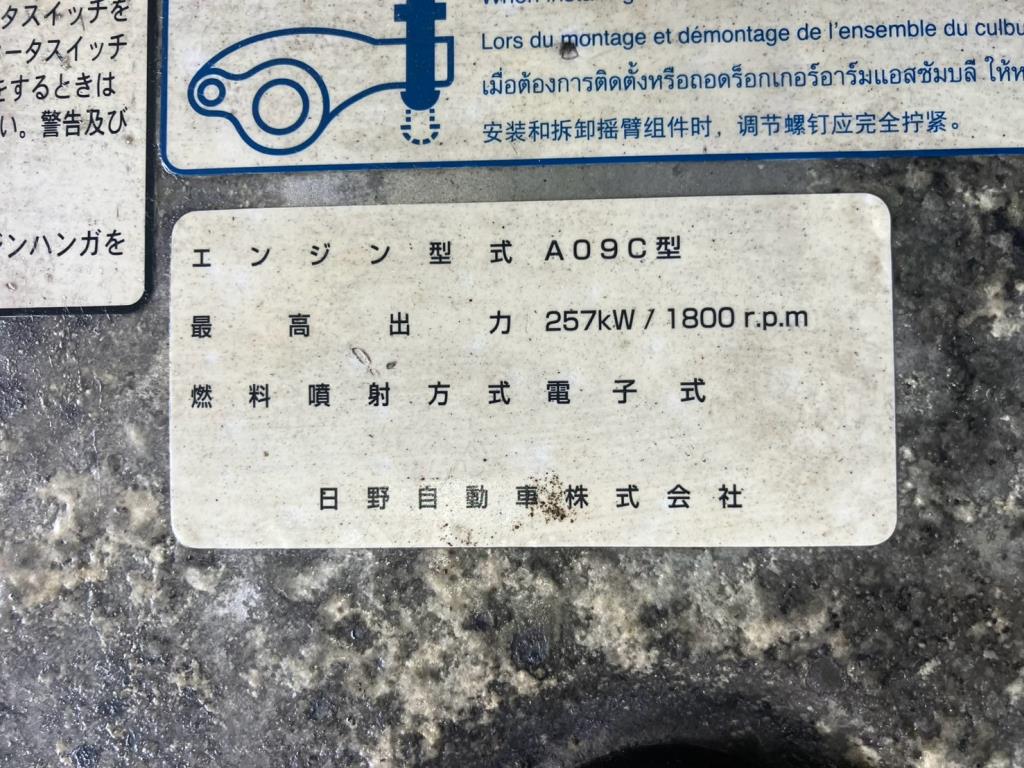 タスイッチを
ータスイッチ
をするときは
い。警告及び
ジンハンガを
Lors du montage et démontage de l'ensemble du
เมื่อต้องการติดตั้งหรือถอดร็อกเกอร์อาร์มแอสซัมบลี ให้
安装和拆卸摇臂组件时，调节螺钉应完全拧紧。
エンジン型式 A09C型
最高出力 257kW / 1800 r.p.m
燃料噴射方式 電子式
日野自動車株式会社